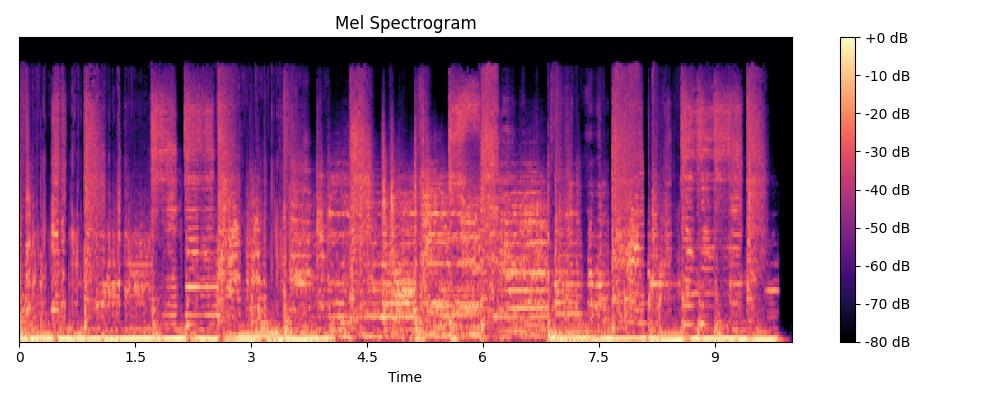 Mel Spectrogram
+0 dB
-10 dB
-20 dB
-30 dB
-40 dB
-50 dB
-60 dB
-70 dB
-80 dB
0 1.5 3 4.5 6 7.5 9
Time